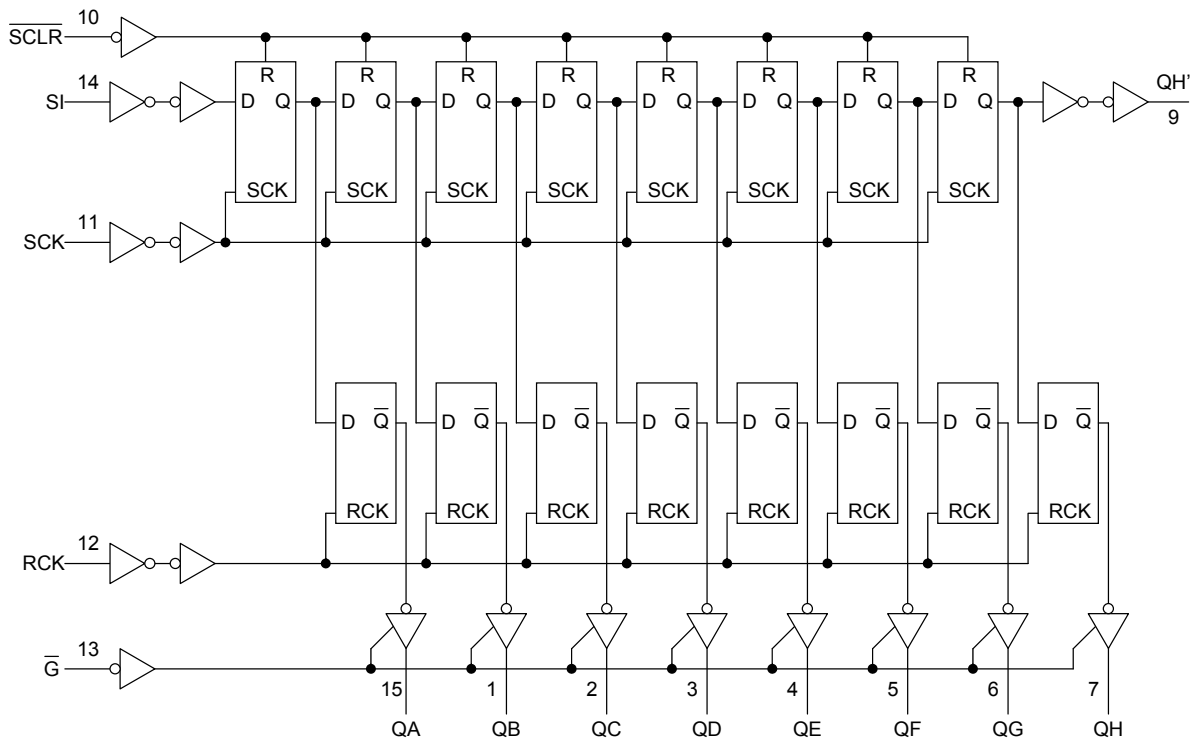 SCLR 10
R R R R R R R R
SI 14 D Q D Q D Q D Q D Q D Q D Q D Q QH' 9
SCK SCK SCK SCK SCK SCK SCK SCK
SCK 11
D Q D Q D Q D Q D Q D Q D Q D Q
RCK RCK RCK RCK RCK RCK RCK RCK
RCK 12
G 13
15 1 2 3 4 5 6 7
QA QB QC QD QE QF QG QH